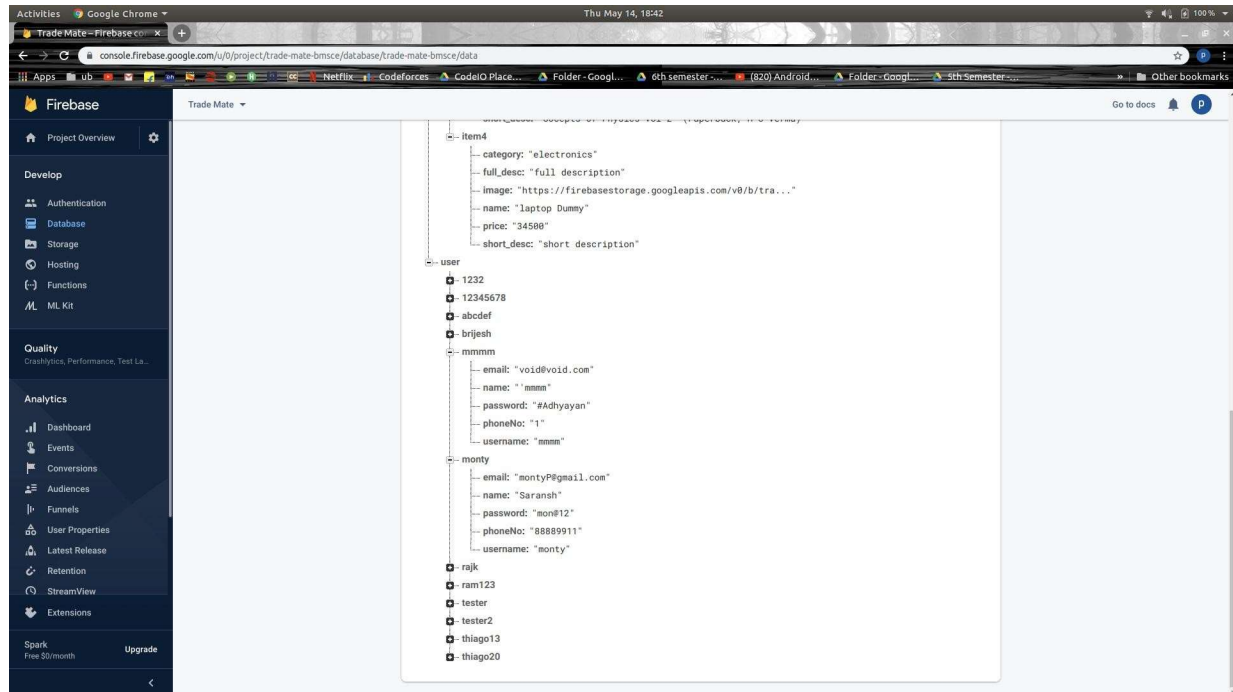 Activities Google Chrome Thu May 14, 18:42 100 %
Trade Mate – Firebase co
console.firebase.google.com/u/0/project/trade-mate-bmsce/database/trade-mate-bmsce/data
Apps ub Netflix Codeforces CodeIO Place... Folder - Googl... 6th semester -... (820) Android... Folder - Googl... 5th Semester -... » Other bookmarks
Firebase Trade Mate Go to docs P
Project Overview
Develop
Authentication
Database
Storage
Hosting
Functions
ML Kit
Quality
Crashlytics, Performance, Test La...
Analytics
Dashboard
Events
Conversions
Audiences
Funnels
User Properties
Latest Release
Retention
StreamView
Extensions
Spark
Free $0/month
Upgrade
item4
category: "electronics"
full_desc: "full description"
image: "https://firebasestorage.googleapis.com/v0/b/tra..."
name: "laptop Dummy"
price: "34500"
short_desc: "short description"
user
1232
12345678
abcdef
brijesh
mmmm
email: "void@void.com"
name: "'mmmm"
password: "#Adhyayan"
phoneNo: "1"
username: "mmmm"
monty
email: "montyP@gmail.com"
name: "Saransh"
password: "mon@12"
phoneNo: "88889911"
username: "monty"
rajk
ram123
tester
tester2
thiago13
thiago20